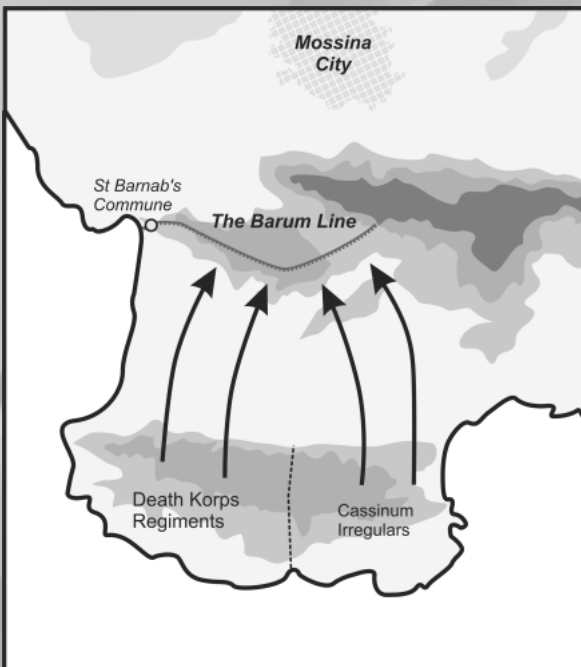 Mossina
City
St Barnab's
Commune
The Barum Line
Death Korps
Regiments
Cassinum
Irregulars